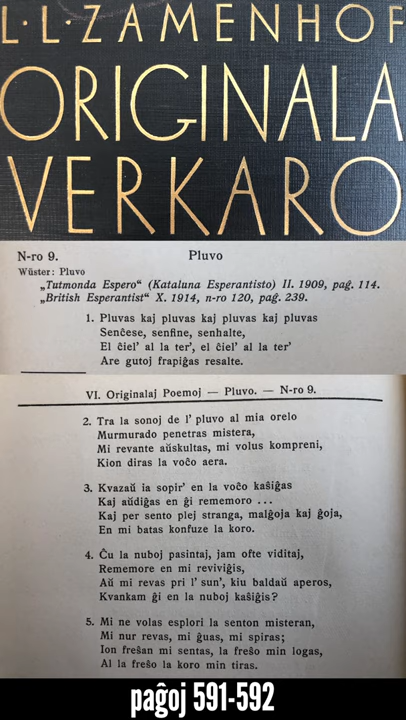 L·L·ZAMENHOF
ORIGINALA
VERKARO
N-ro 9. Pluvo
Wüster: Pluvo
„Tutmonda Espero“ (Kataluna Esperantisto) II. 1909, paĝ. 114.
„British Esperantist“ X. 1914, n-ro 120, paĝ. 239.
1. Pluvas kaj pluvas kaj pluvas kaj pluvas
Senĉese, senfine, senhalte,
El ĉiel’ al la ter’, el ĉiel’ al la ter’
Are gutoj frapiĝas resalte.
VI. Originalaj Poemoj — Pluvo. — N-ro 9.
2. Tra la sonoj de l’ pluvo al mia orelo
Murmurado penetras mistera,
Mi revante aŭskultas, mi volus kompreni,
Kion diras la voĉo aera.
3. Kvazaŭ ia sopir’ en la voĉo kaŝiĝas
Kaj aŭdiĝas en ĝi rememoro ...
Kaj per sento plej stranga, malĝoja kaj ĝoja,
En mi batas konfuze la koro.
4. Ĉu la nuboj pasintaj, jam ofte viditaj,
Rememore en mi reviviĝis,
Aŭ mi revas pri l’ sun’, kiu baldaŭ aperos,
Kvankam ĝi en la nuboj kaŝiĝis?
5. Mi ne volas esplori la senton misteran,
Mi nur revas, mi ĝuas, mi spiras;
Ion freŝan mi sentas, la freŝo min logas,
Al la freŝo la koro min tiras.
paĝoj 591-592